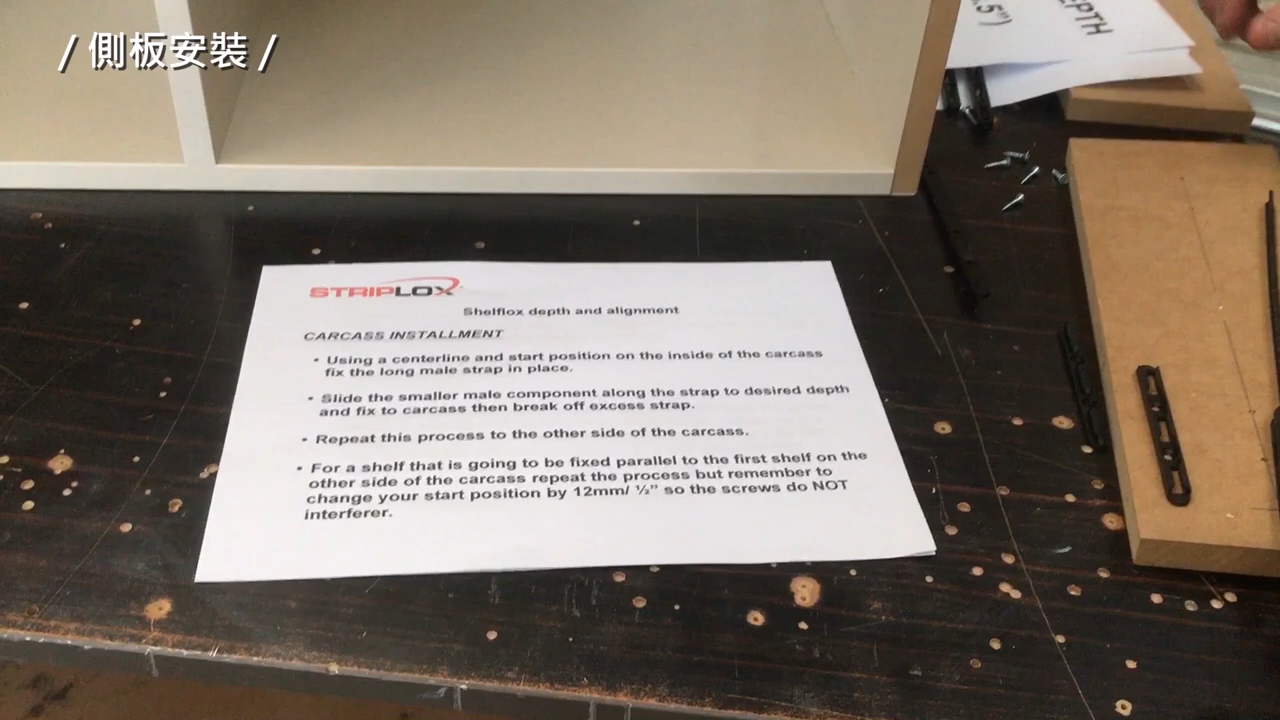 / 側板安裝 /
.5")
EPTH
STRIPLOX
Shelflox depth and alignment
CARCASS INSTALLMENT
• Using a centerline and start position on the inside of the carcass
fix the long male strap in place.
• Slide the smaller male component along the strap to desired depth
and fix to carcass then break off excess strap.
• Repeat this process to the other side of the carcass.
• For a shelf that is going to be fixed parallel to the first shelf on the
other side of the carcass repeat the process but remember to
change your start position by 12mm/ ½” so the screws do NOT
interferer.